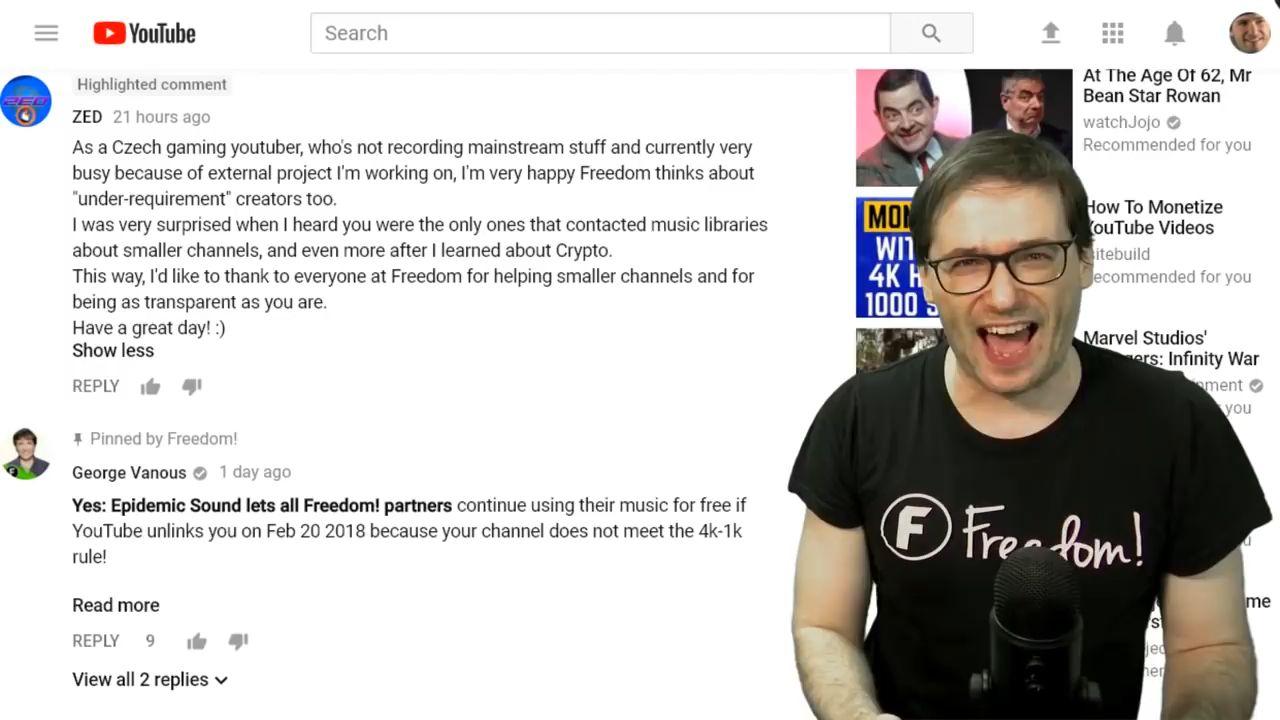 YouTube
Search
Highlighted comment
ZED 21 hours ago
As a Czech gaming youtuber, who's not recording mainstream stuff and currently very
busy because of external project I'm working on, I'm very happy Freedom thinks about
"under-requirement" creators too.
I was very surprised when I heard you were the only ones that contacted music libraries
about smaller channels, and even more after I learned about Crypto.
This way, I'd like to thank to everyone at Freedom for helping smaller channels and for
being as transparent as you are.
Have a great day! :)
Show less
REPLY
Pinned by Freedom!
George Vanous 1 day ago
Yes: Epidemic Sound lets all Freedom! partners continue using their music for free if
YouTube unlinks you on Feb 20 2018 because your channel does not meet the 4k-1k
rule!
Read more
REPLY 9
View all 2 replies
At The Age Of 62, Mr
Bean Star Rowan
watchJojo
Recommended for you
How To Monetize
YouTube Videos
Recommended for you
4K
1000
Marvel Studios'
Infinity War
you
F Freedom!
me